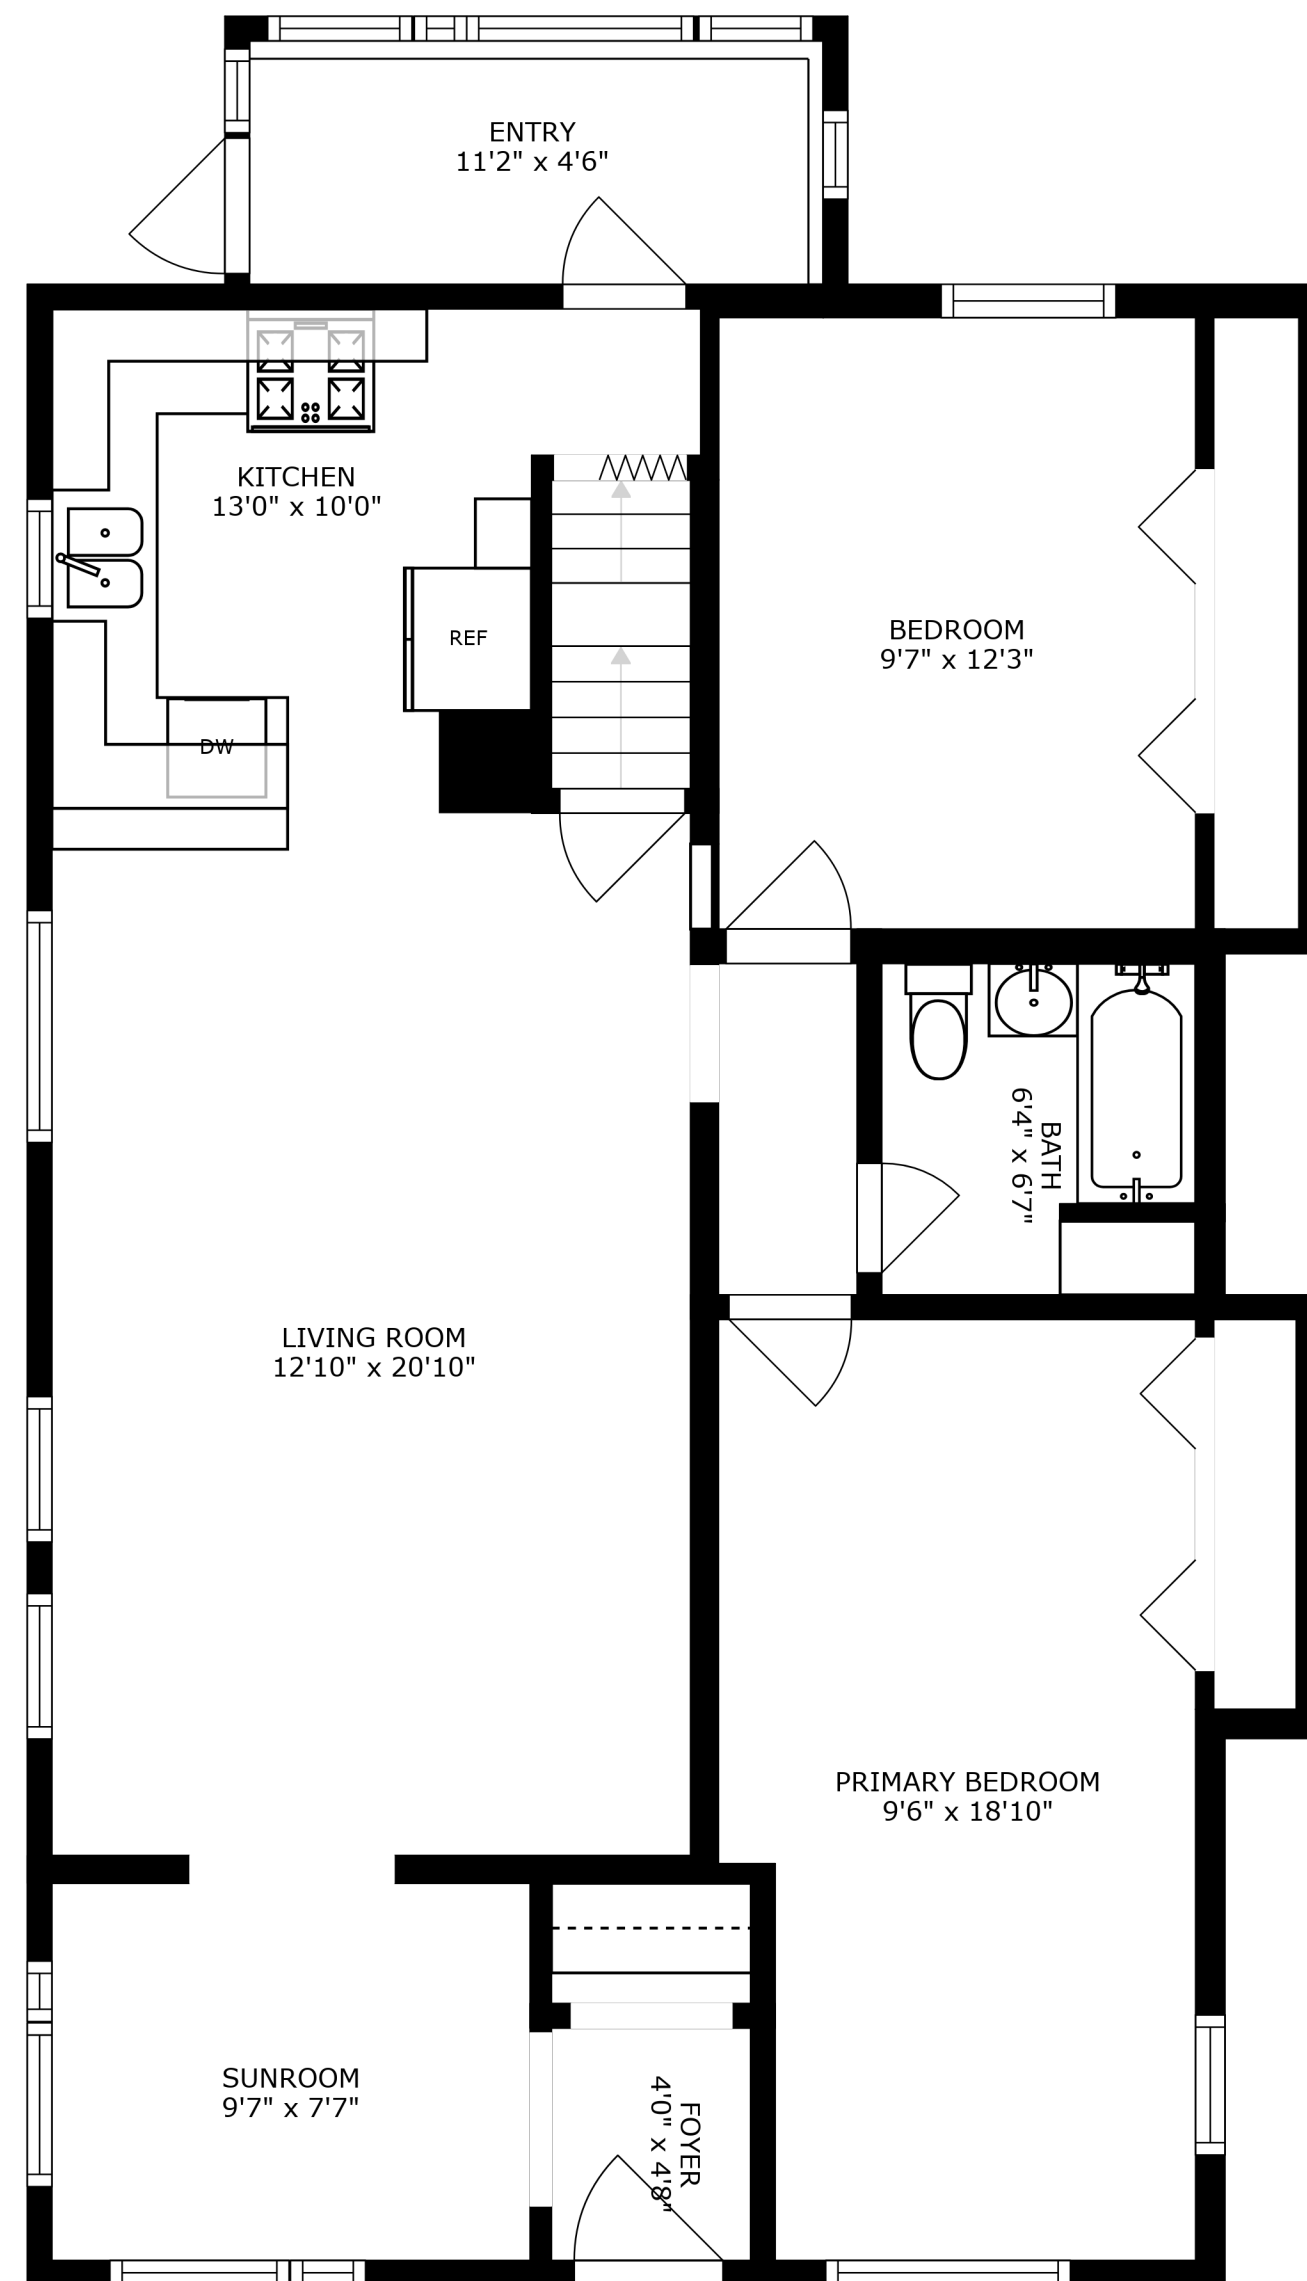 ENTRY
11'2" x 4'6"
KITCHEN
13'0" x 10'0"
REF
DW
BEDROOM
9'7" x 12'3"
BATH
6'4" x 6'7"
LIVING ROOM
12'10" x 20'10"
PRIMARY BEDROOM
9'6" x 18'10"
SUNROOM
9'7" x 7'7"
FOYER
4'0" x 4'8"